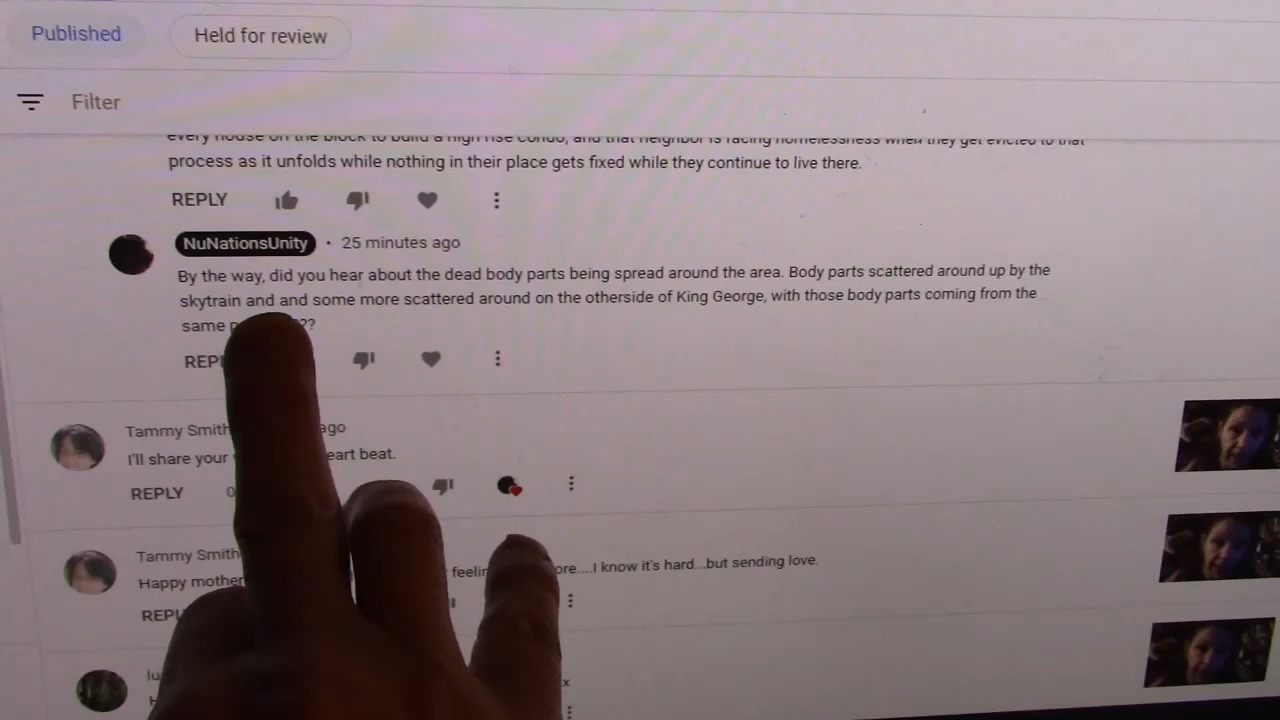 Published
Held for review
Filter
every house on the block to build a high rise condo, and that neighbor is facing homelessness when they get evicted to that
process as it unfolds while nothing in their place gets fixed while they continue to live there.
REPLY
NuNationsUnity • 25 minutes ago
By the way, did you hear about the dead body parts being spread around the area. Body parts scattered around up by the
skytrain and and some more scattered around on the otherside of King George, with those body parts coming from the
same ??
REPL
Tammy Smith ago
I'll share your eart beat.
REPLY
Tammy Smith
Happy mother feelin ore....I know it's hard...but sending love.
REPL
lu
x